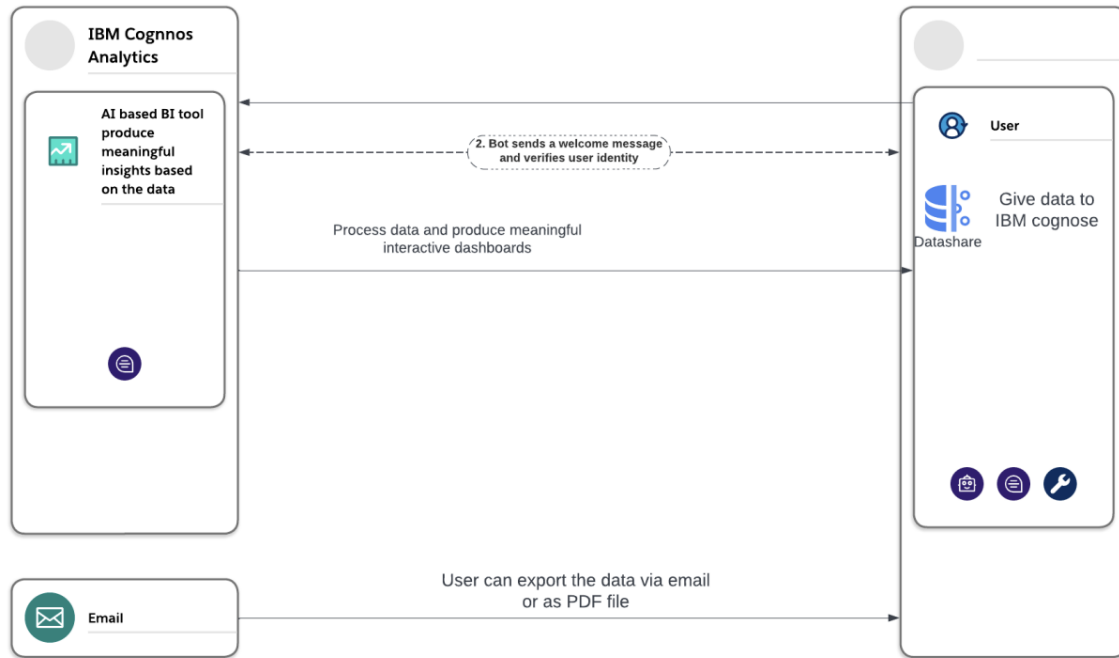 IBM Cognnos
Analytics
AI based BI tool
produce
meaningful
insights based
on the data
2. Bot sends a welcome message
and verifies user identity
Process data and produce meaningful
interactive dashboards
User
Give data to
IBM cognose
Datashare
Email
User can export the data via email
or as PDF file